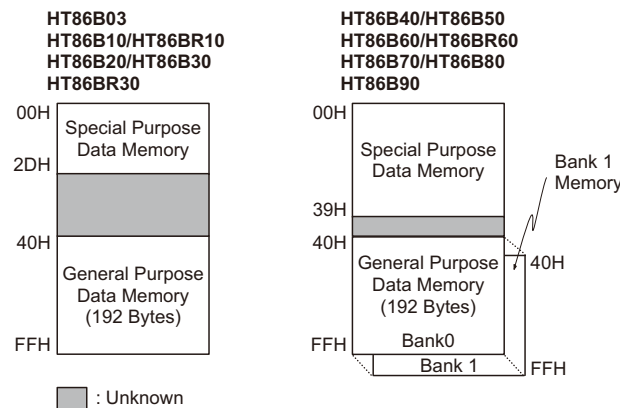 HT86B03
HT86B10/HT86BR10
HT86B20/HT86B30
HT86BR30
00H
Special Purpose
Data Memory
2DH
40H
General Purpose
Data Memory
(192 Bytes)
FFH
: Unknown
HT86B40/HT86B50
HT86B60/HT86BR60
HT86B70/HT86B80
HT86B90
00H
Special Purpose
Data Memory
Bank 1
Memory
39H
40H
General Purpose
Data Memory
(192 Bytes)
40H
FFH
Bank0
Bank 1
FFH